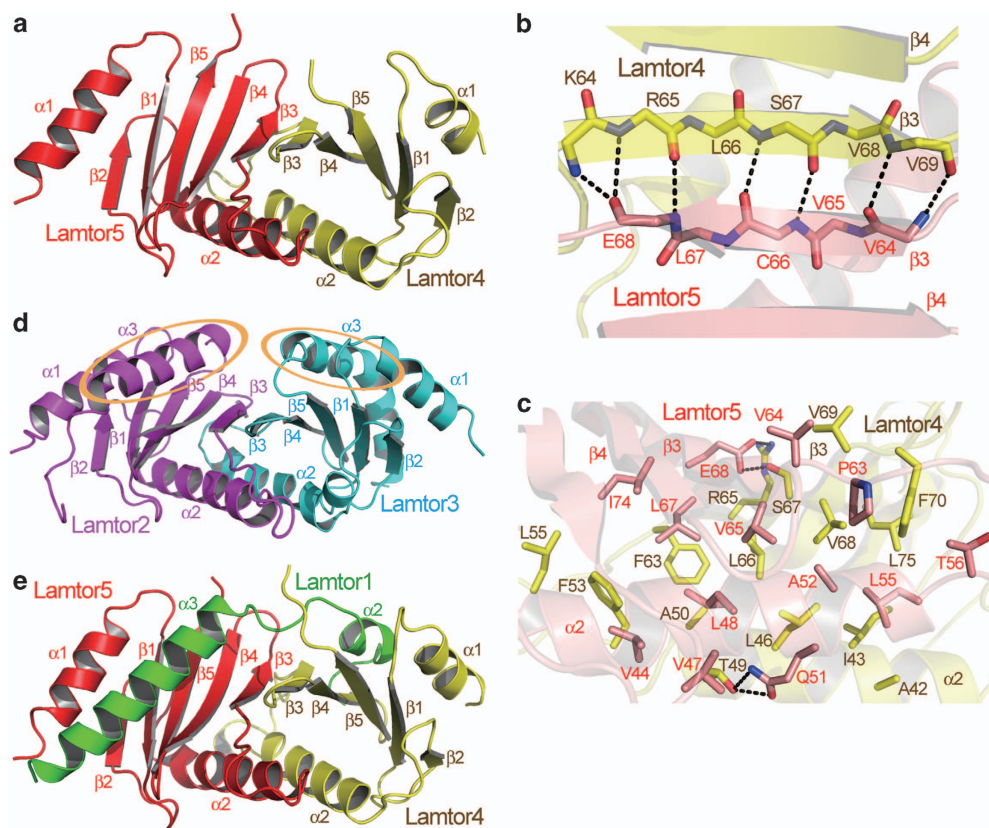 a
β5
α1
β4
β1
β3
β5
α1
β3
β4
β1
β2
β2
Lamtor5
α2
α2
Lamtor4
b
β4
Lamtor4
K64
R65
S67
β3
L66
V68
V69
V65
E68
V64
L67
C66
β3
Lamtor5
β4
d
α3
α3
α1
α1
β5
β4
β3
β5
β1
β1
β3
β4
β2
β2
α2
Lamtor2
α2
Lamtor3
c
Lamtor5
V64
V69
Lamtor4
β3
β3
β4
E68
P63
I74
R65
S67
F70
L67
V65
V68
L55
F63
L66
L75
T56
F53
A52
L55
A50
L48
α2
L46
I43
V44
V47
T49
Q51
A42
α2
e
Lamtor1
Lamtor5
α3
α2
α1
β1
β3
β5
β3
β4
β5
β1
β2
β2
α2
α2
Lamtor4